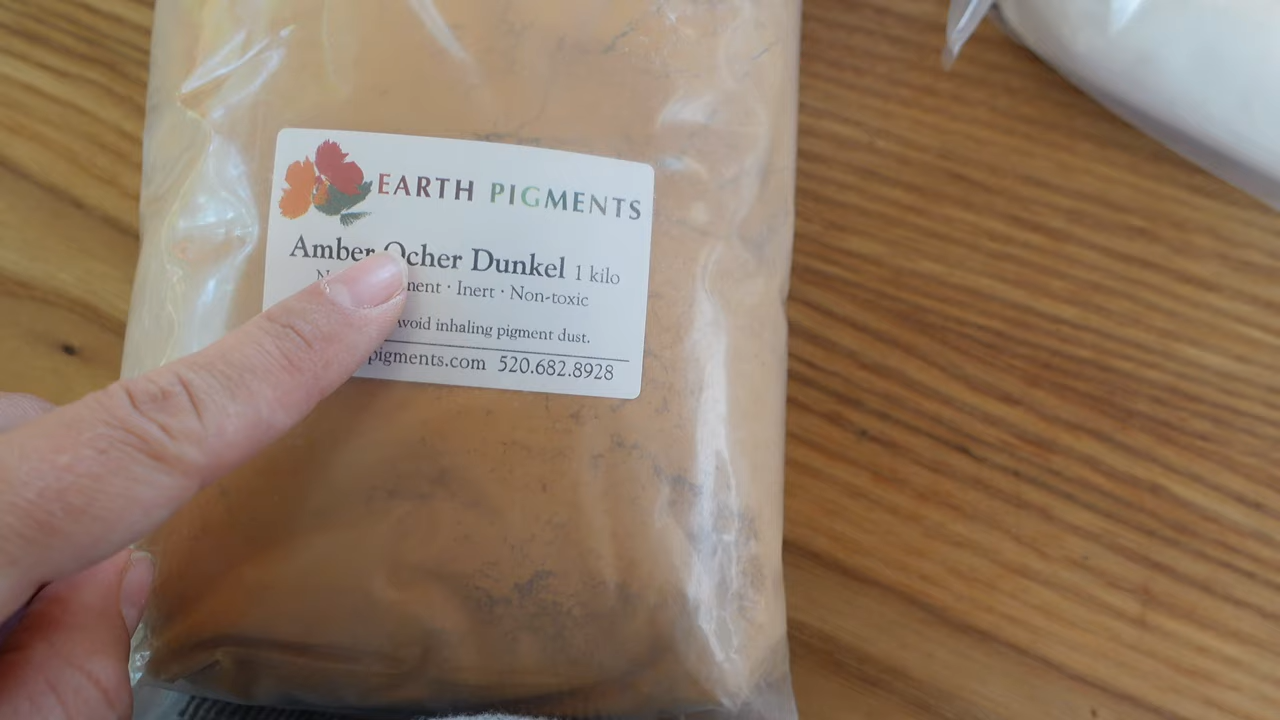 EARTH PIGMENTS
Amber Ocher Dunkel 1 kilo
· Inert · Non-toxic
Avoid inhaling pigment dust.
pigments.com 520.682.8928